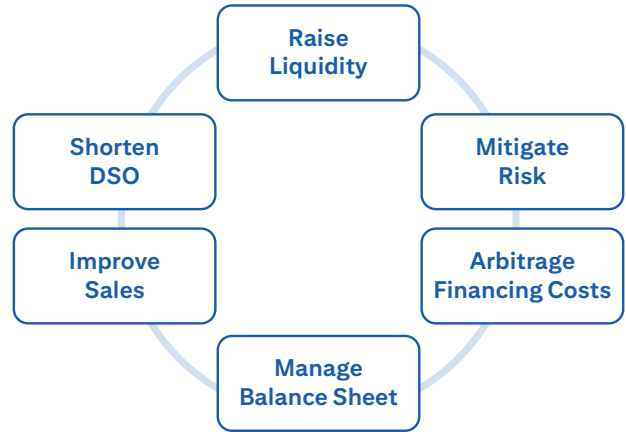 Raise
Liquidity
Shorten
DSO
Mitigate
Risk
Improve
Sales
Arbitrage
Financing Costs
Manage
Balance Sheet